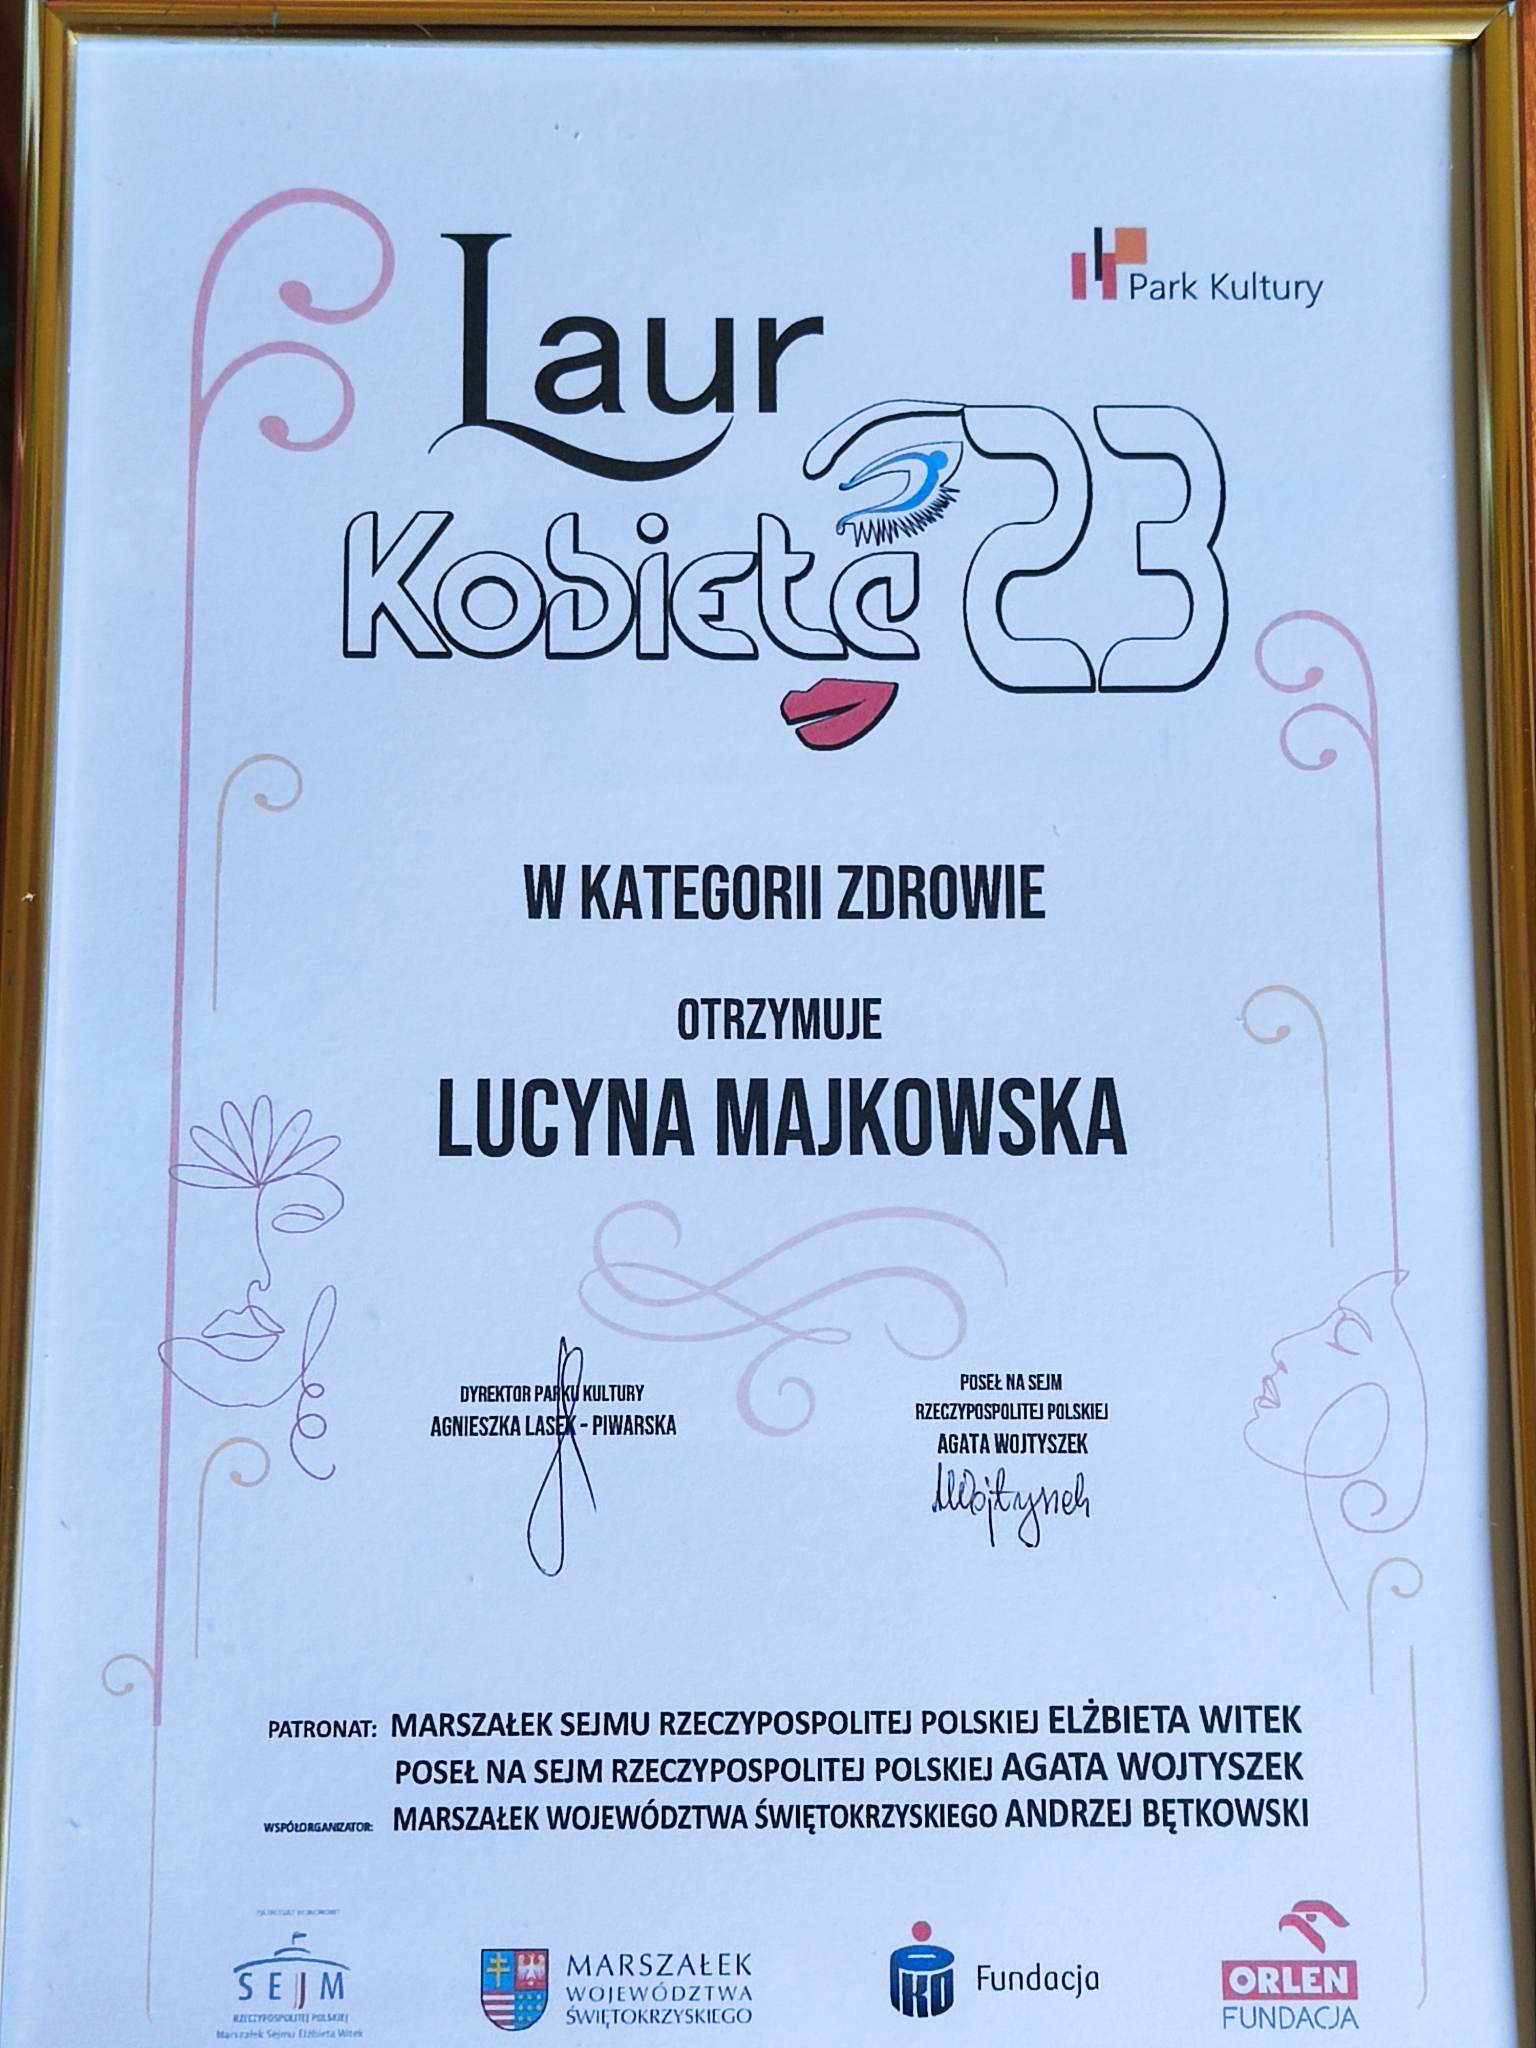 Laur
Park Kultury
Kobieta 23
W KATEGORII ZDROWIE
OTRZYMUJE
LUCYNA MAJKOWSKA
DYREKTOR PARKU KULTURY
AGNIESZKA LASEK - PIWARSKA
POSEŁ NA SEJM
RZECZYPOSPOLITEJ POLSKIEJ
AGATA WOJTYSZEK
AWojtyszek
PATRONAT: MARSZAŁEK SEJMU RZECZYPOSPOLITEJ POLSKIEJ ELŻBIETA WITEK
POSEŁ NA SEJM RZECZYPOSPOLITEJ POLSKIEJ AGATA WOJTYSZEK
WSPÓŁORGANIZATOR: MARSZAŁEK WOJEWÓDZTWA ŚWIĘTOKRZYSKIEGO ANDRZEJ BĘTKOWSKI
PATRONAT HONOROWY
SEJM
RZECZYPOSPOLITEJ POLSKIEJ
Marszałek Sejmu Elżbieta Witek
MARSZAŁEK
WOJEWÓDZTWA
ŚWIĘTOKRZYSKIEGO
PKO
Fundacja
ORLEN
FUNDACJA